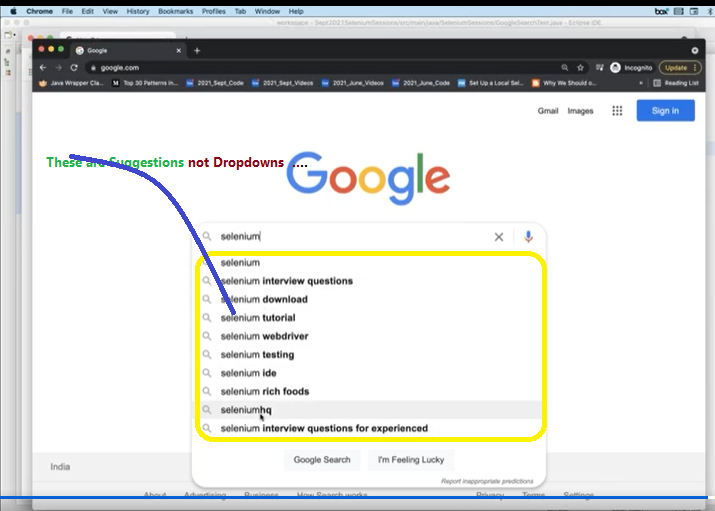 Chrome File Edit View History Bookmarks Profiles Tab Window Help
workspace - Sept2021SeleniumSessions/src/main/java/SeleniumSessions/GoogleSearchTest.java - Eclipse IDE
Google
google.com
Incognito
Update
Java Wrapper Cla...
Top 30 Patterns in...
2021_Sept_Code
2021_Sept_Videos
2021_June_Videos
2021_June_Code
Set Up a Local Sel...
Why We Should o...
Reading List
Gmail Images
Sign in
These are Suggestions not Dropdowns ....
Google
selenium
selenium
selenium interview questions
selenium download
selenium tutorial
selenium webdriver
selenium testing
selenium ide
selenium rich foods
seleniumhq
selenium interview questions for experienced
Google Search
I'm Feeling Lucky
Report inappropriate predictions
India
About Advertising Business How Search works Privacy Terms Settings